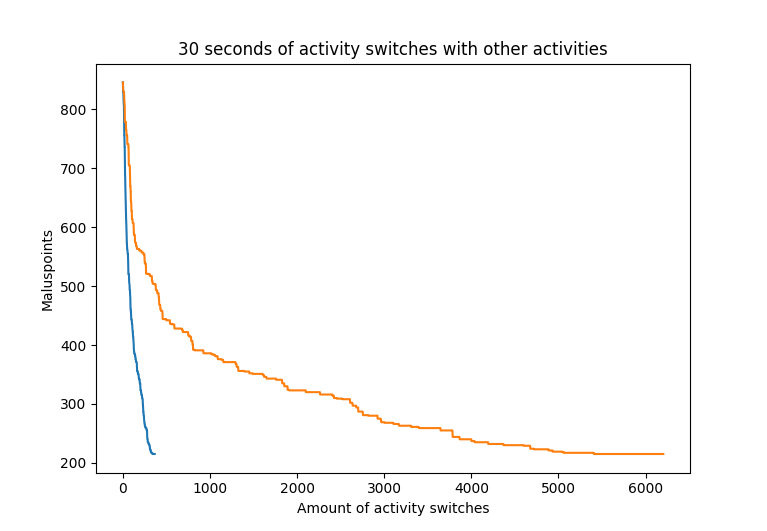 30 seconds of activity switches with other activities
800
700
600
500
400
300
200
Maluspoints
0 1000 2000 3000 4000 5000 6000
Amount of activity switches